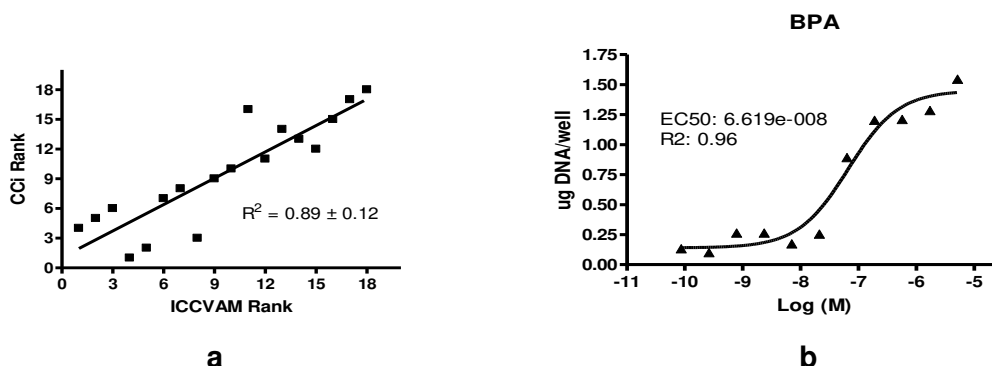 CCi Rank
18
15
12
9
6
3
0
0 3 6 9 12 15 18
ICCVAM Rank
R² = 0.89 ± 0.12
a
BPA
ug DNA/well
1.75
1.50
1.25
1.00
0.75
0.50
0.25
0.00
EC50: 6.619e-008
R2: 0.96
-11 -10 -9 -8 -7 -6 -5
Log (M)
b